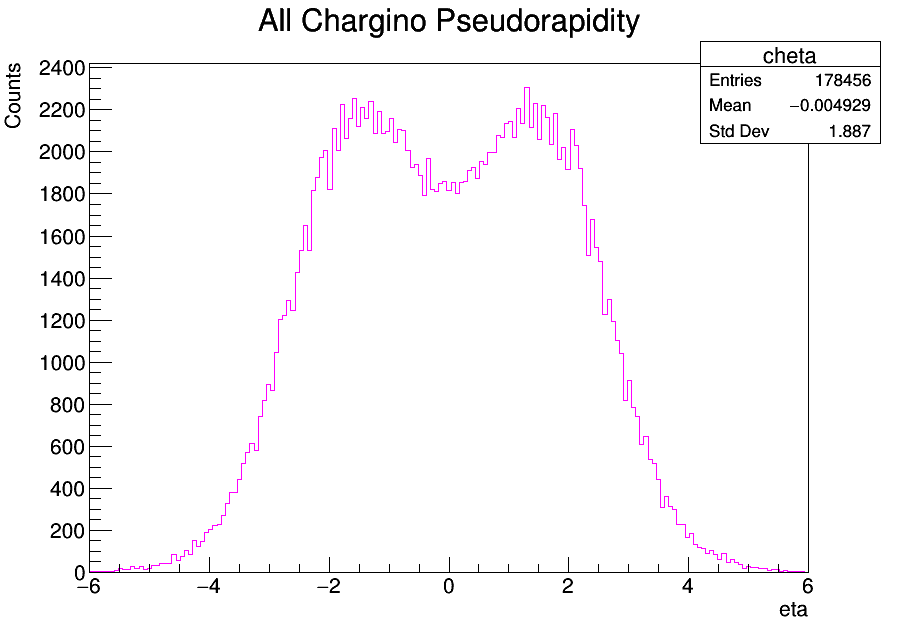 All Chargino Pseudorapidity
cheta
Entries 178456
Mean −0.004929
Std Dev 1.887
Counts
2400
2200
2000
1800
1600
1400
1200
1000
800
600
400
200
0
−6 −4 −2 0 2 4 6
eta